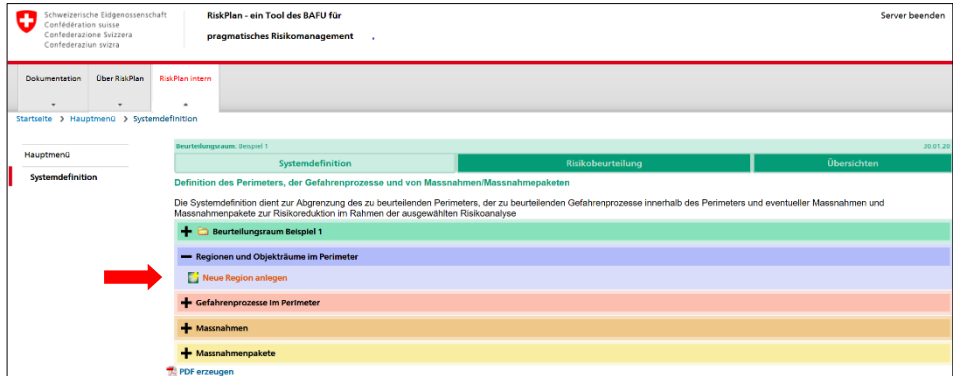 Schweizerische Eidgenossenschaft
Confédération suisse
Confederazione Svizzera
Confederaziun svizra
RiskPlan - ein Tool des BAFU für
pragmatisches Risikomanagement .
Server beenden
Dokumentation Über RiskPlan RiskPlan intern
Startseite > Hauptmenü > Systemdefinition
Hauptmenü
Systemdefinition
Beurteilungsraum: Beispiel 1 20.01.20
Systemdefinition Risikobeurteilung Übersichten
Definition des Perimeters, der Gefahrenprozesse und von Massnahmen/Massnahmepaketen
Die Systemdefinition dient zur Abgrenzung des zu beurteilenden Perimeters, der zu beurteilenden Gefahrenprozesse innerhalb des Perimeters und eventueller Massnahmen und
Massnahmenpakete zur Risikoreduktion im Rahmen der ausgewählten Risikoanalyse
Beurteilungsraum Beispiel 1
Regionen und Objekträume im Perimeter
Neue Region anlegen
Gefahrenprozesse im Perimeter
Massnahmen
Massnahmenpakete
PDF erzeugen